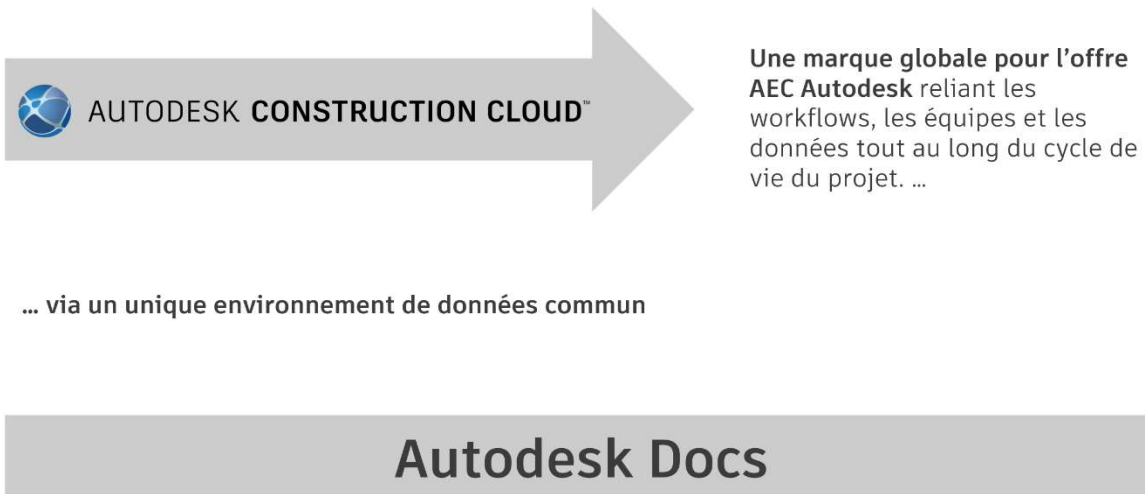 AUTODESK CONSTRUCTION CLOUD™
Une marque globale pour l’offre
AEC Autodesk reliant les
workflows, les équipes et les
données tout au long du cycle de
vie du projet. ...
... via un unique environnement de données commun
Autodesk Docs